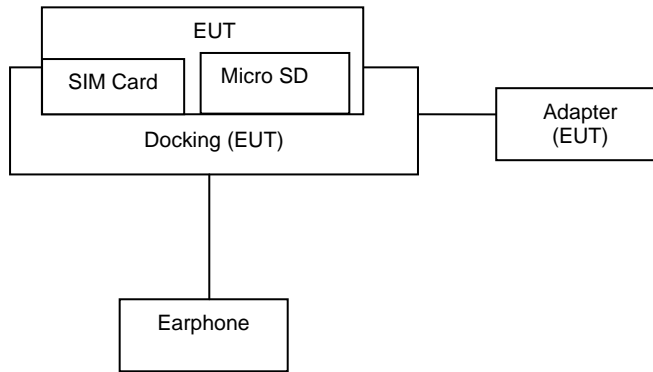 EUT
SIM Card
Micro SD
Docking (EUT)
Adapter
(EUT)
Earphone